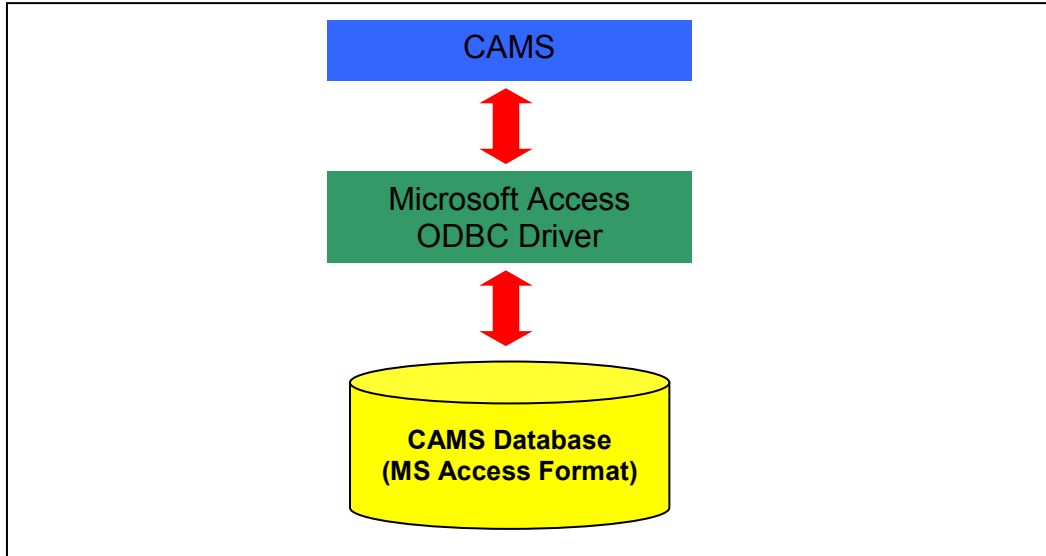 CAMS
Microsoft Access
ODBC Driver
CAMS Database
(MS Access Format)